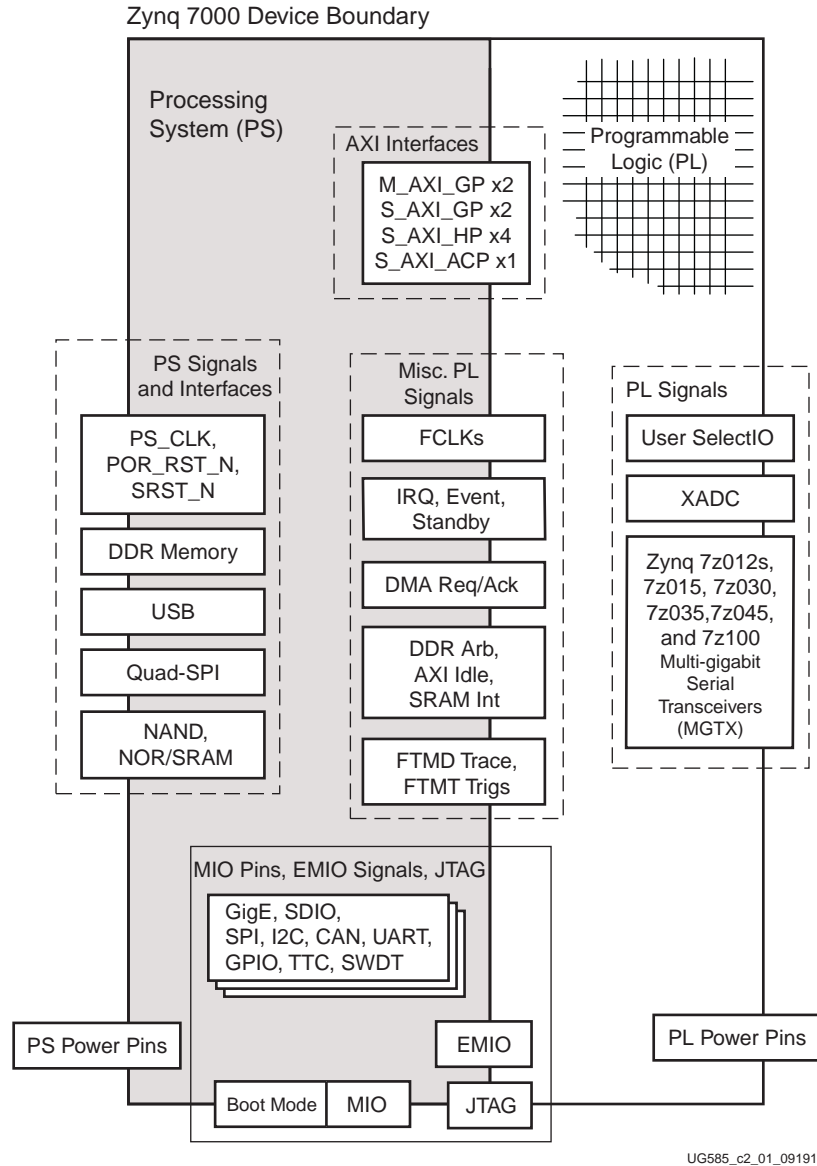 Zynq 7000 Device Boundary
Processing
System (PS)
AXI Interfaces
M_AXI_GP x2
S_AXI_GP x2
S_AXI_HP x4
S_AXI_ACP x1
Programmable
Logic (PL)
PS Signals
and Interfaces
PS_CLK,
POR_RST_N,
SRST_N
DDR Memory
USB
Quad-SPI
NAND,
NOR/SRAM
Misc. PL
Signals
FCLKs
IRQ, Event,
Standby
DMA Req/Ack
DDR Arb,
AXI Idle,
SRAM Int
FTMD Trace,
FTMT Trigs
PL Signals
User SelectIO
XADC
Zynq 7z012s,
7z015, 7z030,
7z035,7z045,
and 7z100
Multi-gigabit
Serial
Transceivers
(MGTX)
MIO Pins, EMIO Signals, JTAG
GigE, SDIO,
SPI, I2C, CAN, UART,
GPIO, TTC, SWDT
PS Power Pins
EMIO
PL Power Pins
Boot Mode
MIO
JTAG
UG585_c2_01_09191